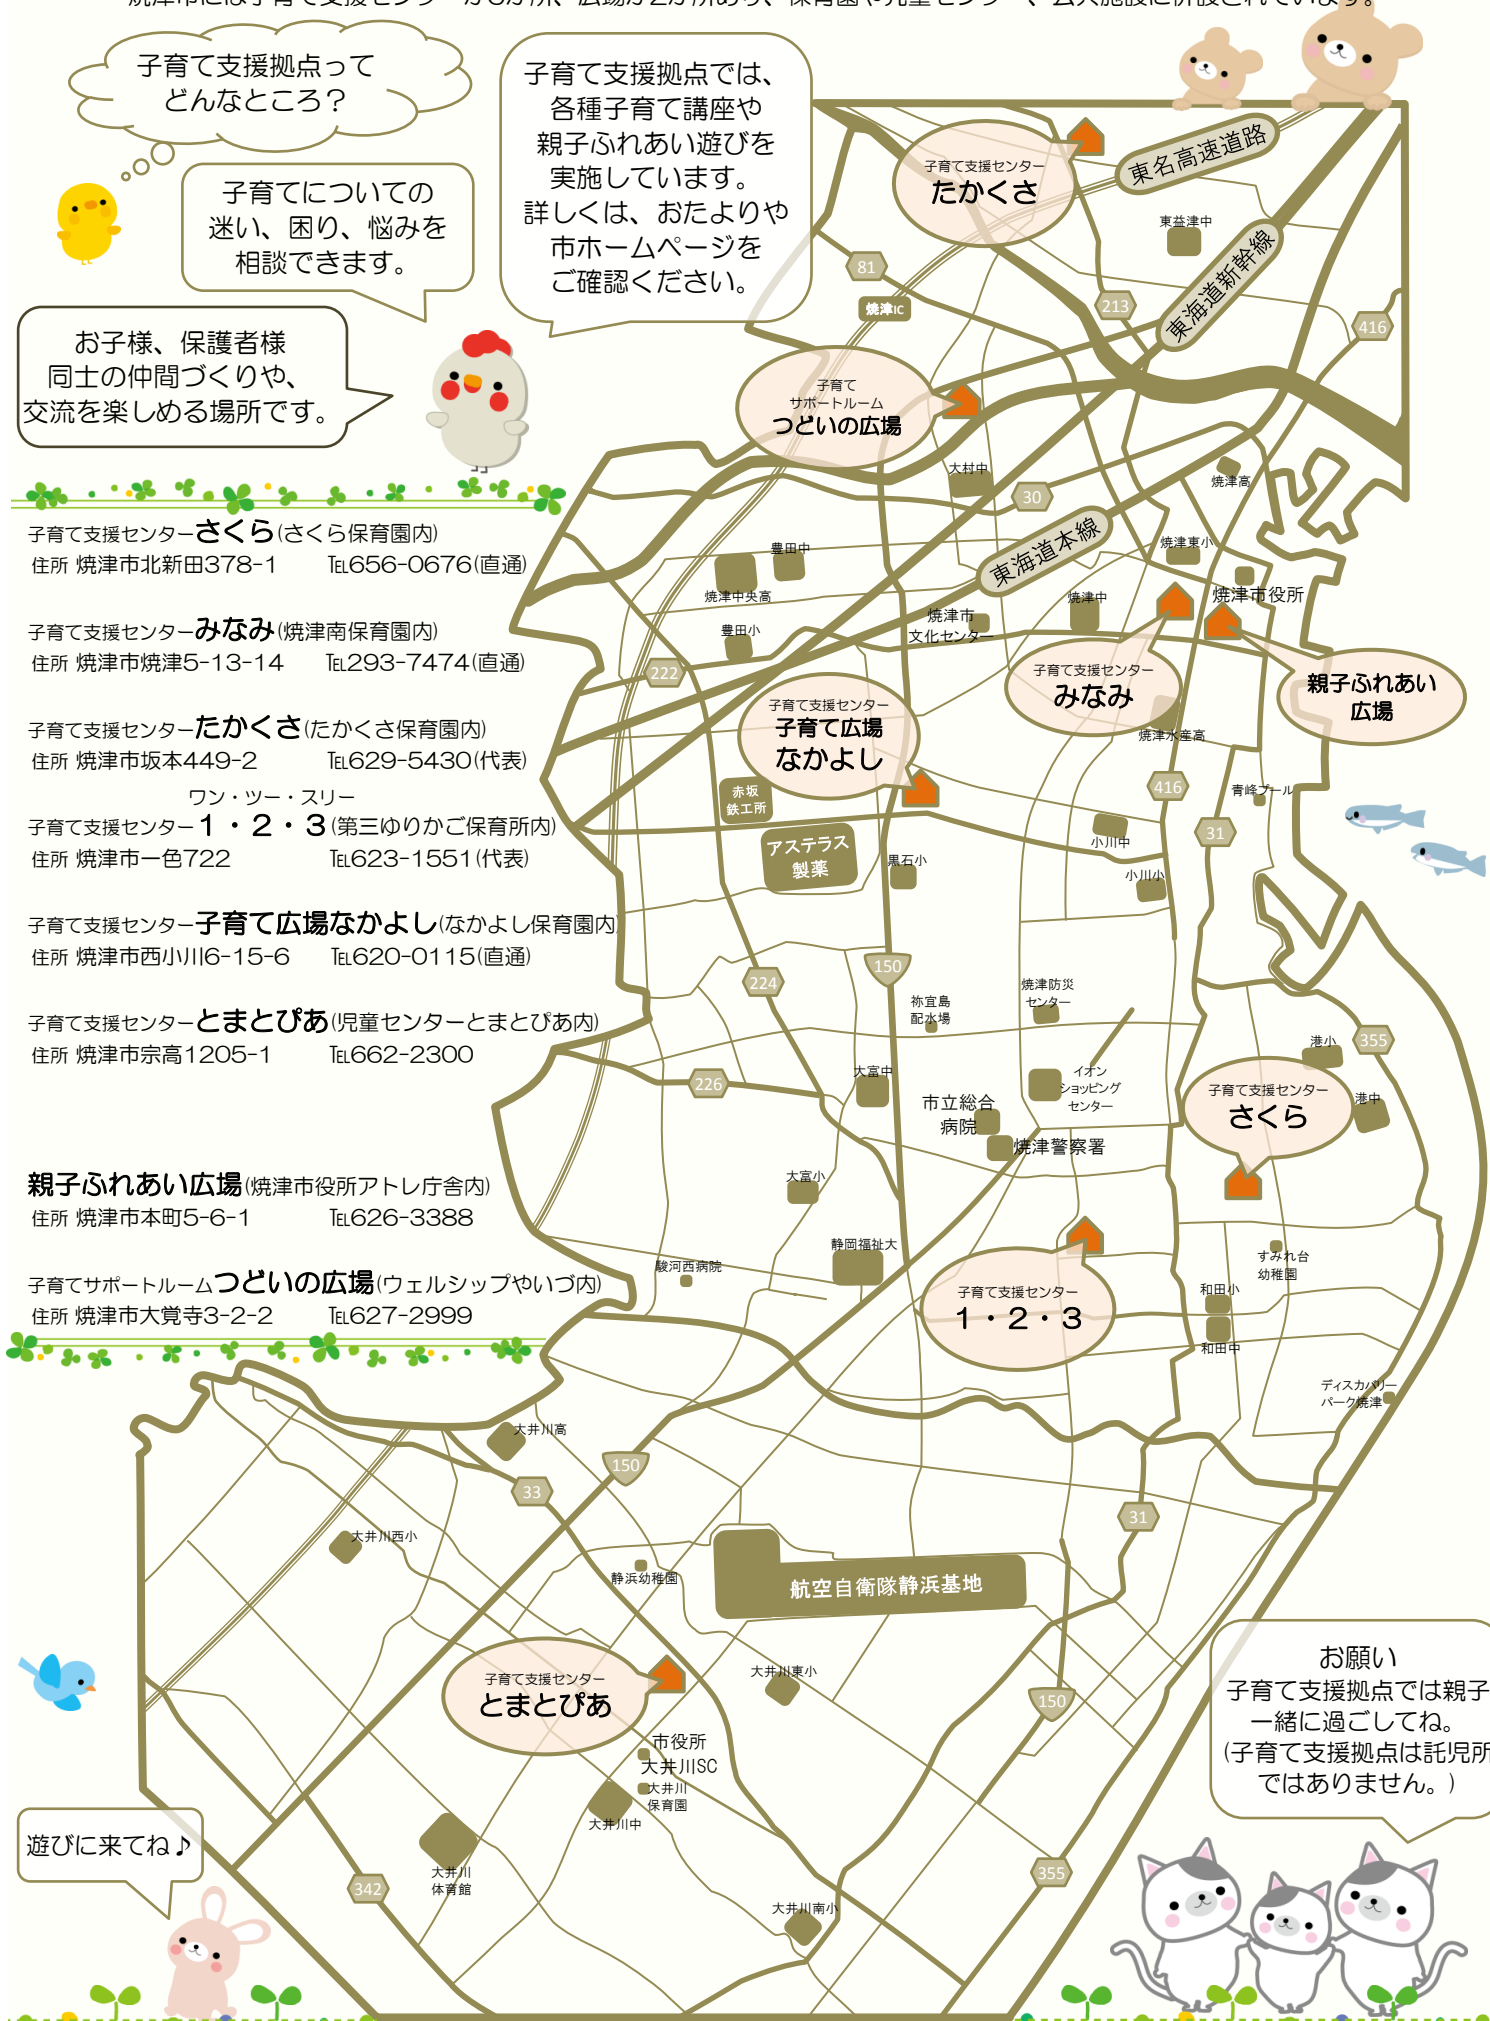 子育て支援拠点って
どんなところ？
子育てについての
迷い、困り、悩みを
相談できます。
お子様、保護者様
同士の仲間づくりや、
交流を楽しめる場所です。
子育て支援拠点では、
各種子育て講座や
親子ふれあい遊びを
実施しています。
詳しくは、おたよりや
市ホームページを
ご確認ください。
子育て支援センターさくら(さくら保育園内)
住所 焼津市北新田378-1 ℡656-0676(直通)
子育て支援センターみなみ(焼津南保育園内)
住所 焼津市焼津5-13-14 ℡293-7474(直通)
子育て支援センターたかくさ(たかくさ保育園内)
住所 焼津市坂本449-2 ℡629-5430(代表)
ワン・ツー・スリー
子育て支援センター１・２・３(第三ゆりかご保育所内)
住所 焼津市一色722 ℡623-1551(代表)
子育て支援センター子育て広場なかよし(なかよし保育園内)
住所 焼津市西小川6-15-6 ℡620-0115(直通)
子育て支援センターとまとぴあ(児童センターとまとぴあ内)
住所 焼津市宗高1205-1 ℡662-2300
親子ふれあい広場(焼津市役所アトレ庁舎内)
住所 焼津市本町5-6-1 ℡626-3388
子育てサポートルームつどいの広場(ウェルシップやいづ内)
住所 焼津市大覚寺3-2-2 ℡627-2999
子育て支援センター
たかくさ
東名高速道路
東益津中
東海道新幹線
81
焼津IC
213
416
子育て
サポートルーム
つどいの広場
大村中
焼津高
30
東海道本線
豊田中
焼津中央高
焼津東小
焼津市役所
焼津中
焼津市
文化センター
豊田小
222
子育て支援センター
みなみ
親子ふれあい
広場
子育て支援センター
子育て広場
なかよし
焼津水産高
赤坂
鉄工所
416
青峰プール
31
アステラス
製薬
小川中
黒石小
小川小
150
224
焼津防災
センター
祢宜島
配水場
港小
355
226
大富中
イオン
ショッピング
センター
市立総合
病院
焼津警察署
子育て支援センター
さくら
港中
大富小
静岡福祉大
駿河西病院
すみれ台
幼稚園
子育て支援センター
１・２・３
和田小
和田中
ディスカバリー
パーク焼津
大井川高
150
33
31
大井川西小
静浜幼稚園
航空自衛隊静浜基地
子育て支援センター
とまとぴあ
大井川東小
150
市役所
大井川SC
大井川
保育園
大井川中
大井川
体育館
342
355
大井川南小
お願い
子育て支援拠点では親子
一緒に過ごしてね。
(子育て支援拠点は託児所
ではありません。)
遊びに来てね♪